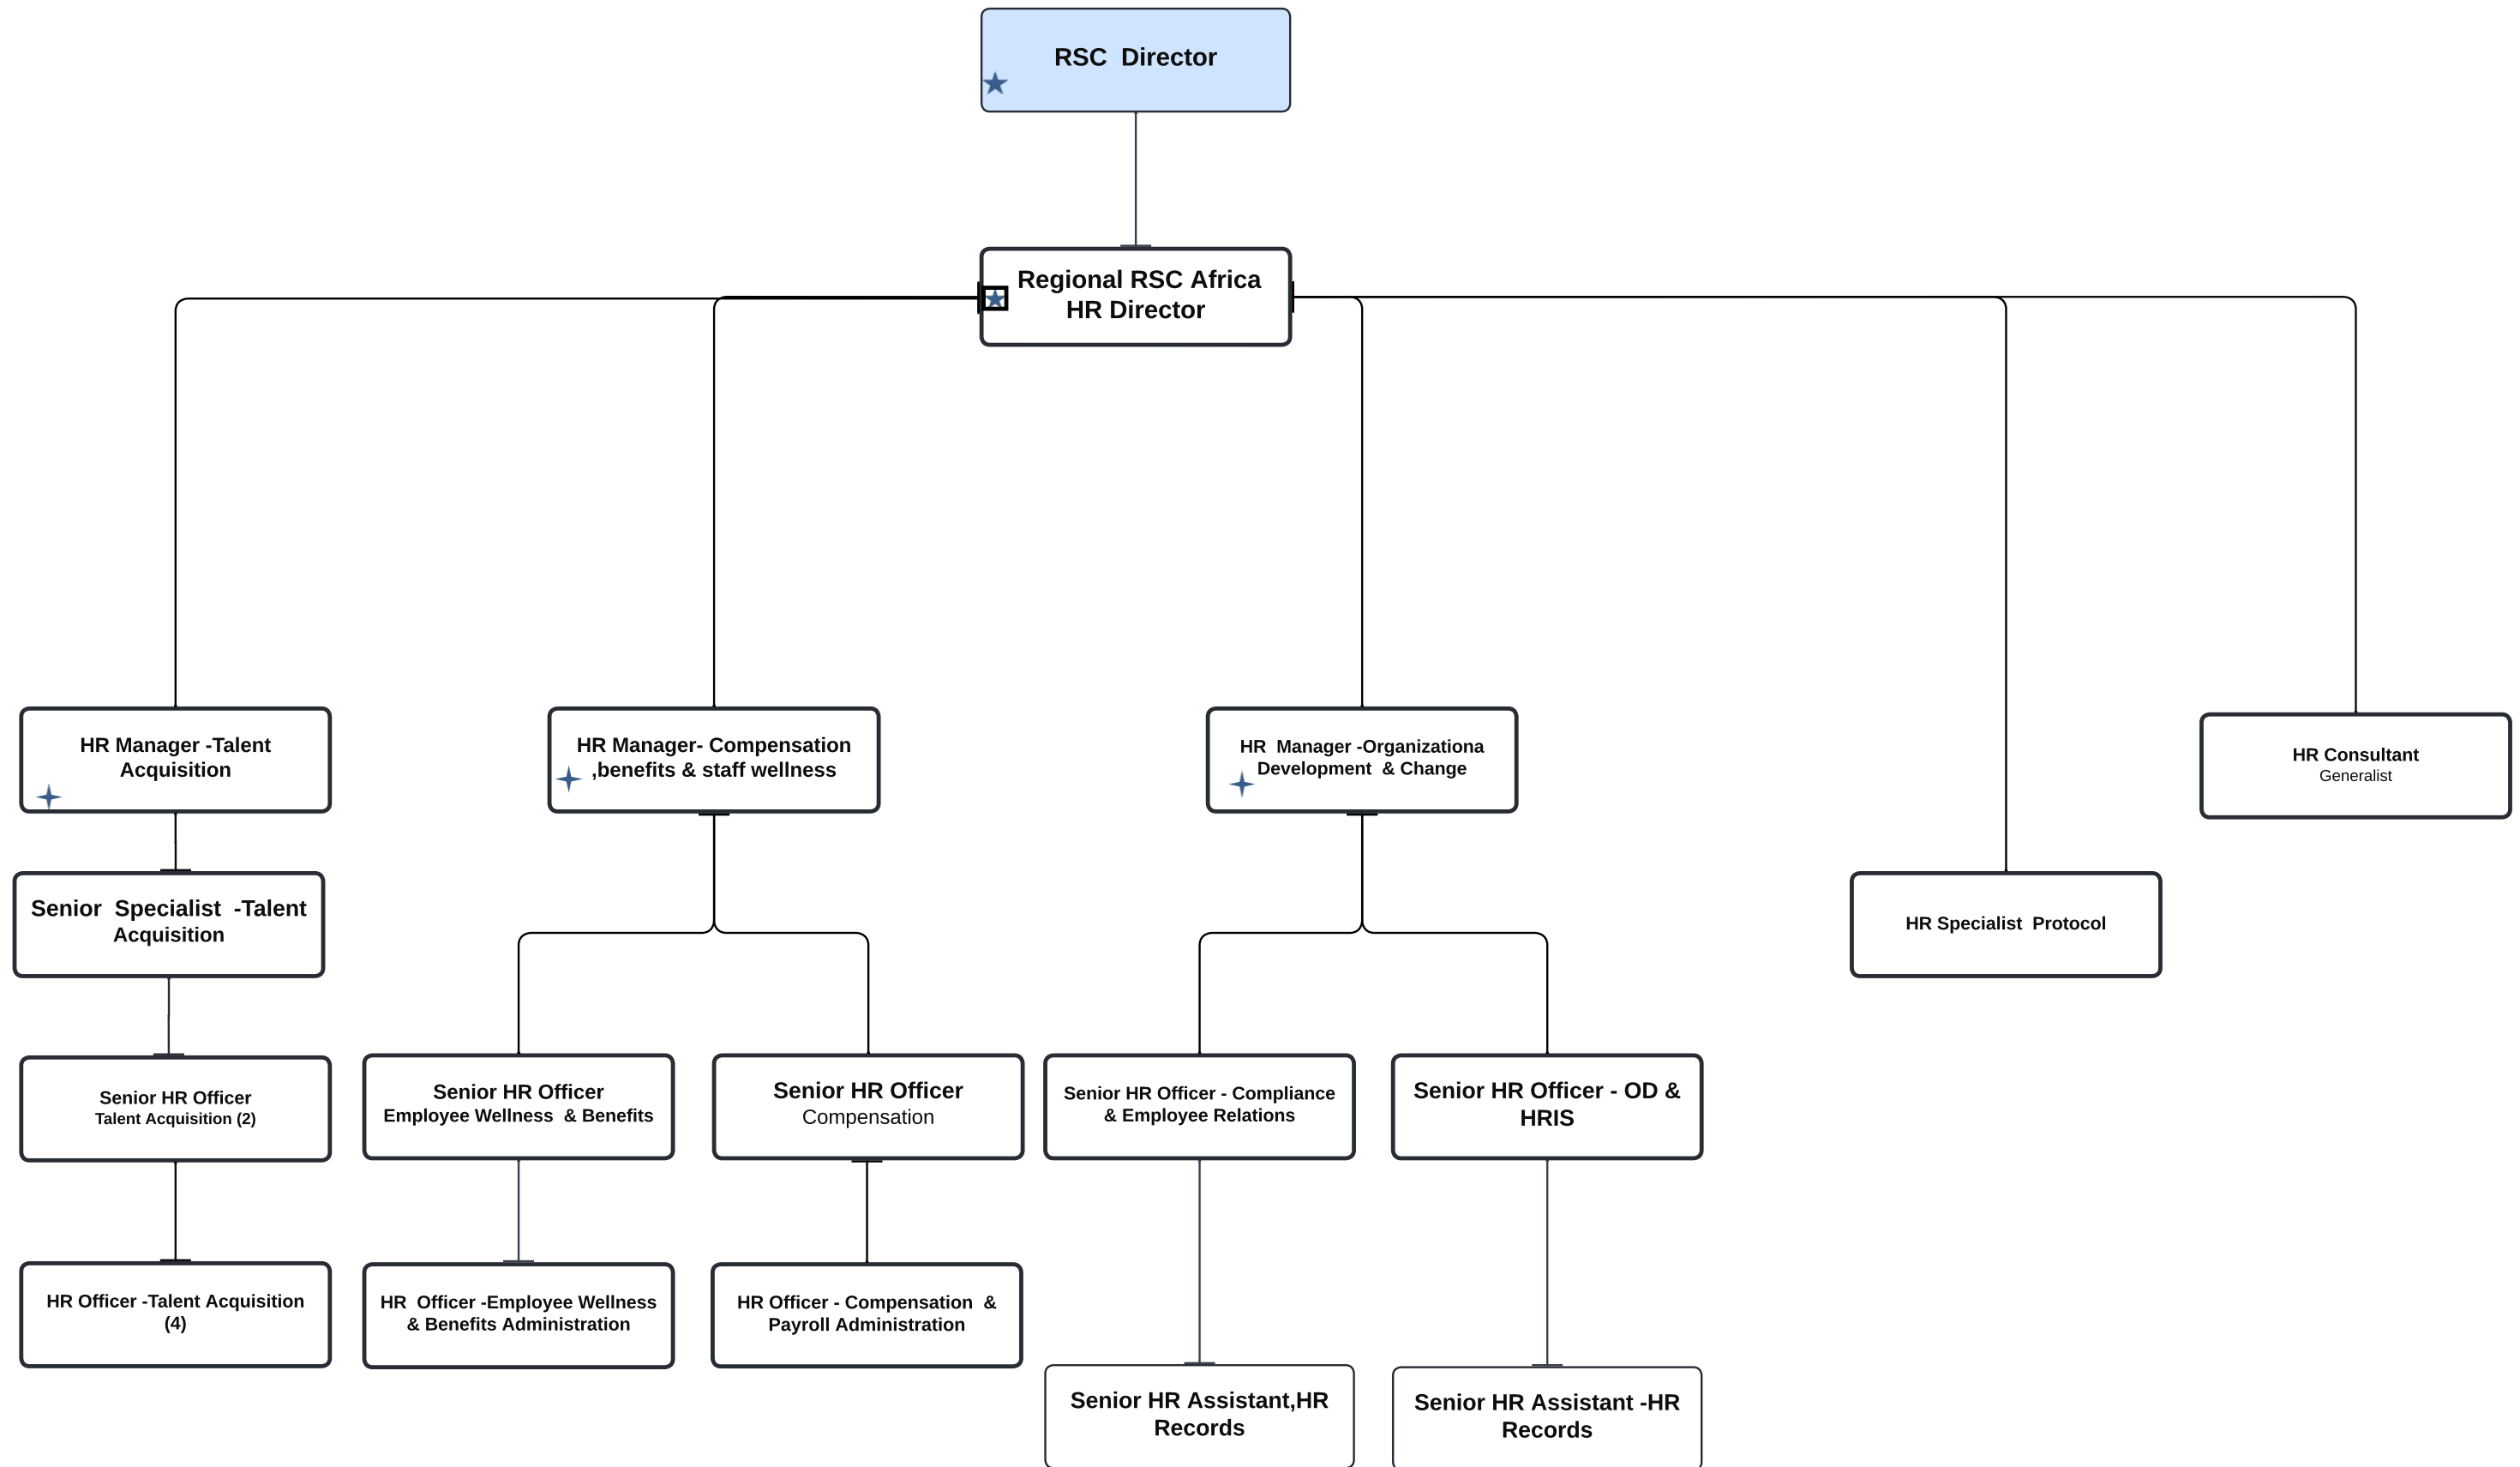 RSC  Director
Regional RSC Africa
HR Director
HR Manager -Talent
Acquisition
HR Manager- Compensation
,benefits & staff wellness
HR  Manager -Organizationa
Development  & Change
HR Consultant
Generalist
Senior  Specialist  -Talent
Acquisition
HR Specialist  Protocol
Senior HR Officer
Talent Acquisition (2)
Senior HR Officer
Employee Wellness  & Benefits
Senior HR Officer
Compensation
Senior HR Officer - Compliance
& Employee Relations
Senior HR Officer - OD &
HRIS
HR Officer -Talent Acquisition
(4)
HR  Officer -Employee Wellness
& Benefits Administration
HR Officer - Compensation  &
Payroll Administration
Senior HR Assistant,HR
Records
Senior HR Assistant -HR
Records